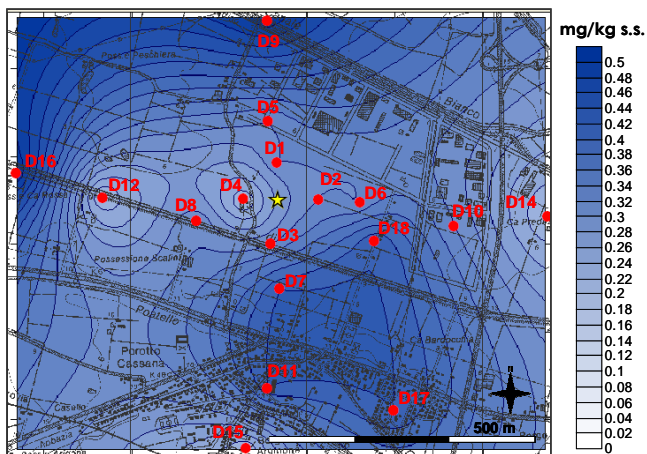 mg/kg s.s.
D9
0.5
0.48
0.46
0.44
0.42
0.4
0.38
0.36
0.34
0.32
0.3
0.28
0.26
0.24
0.22
0.2
0.18
0.16
0.14
0.12
0.1
0.08
0.06
0.04
0.02
0
Bianco
D5
D1
D16
D12
D4
D2
D6
D14
D8
D10
D18
D3
D7
Porotto
Cassana
D11
D17
D15
N
500 m